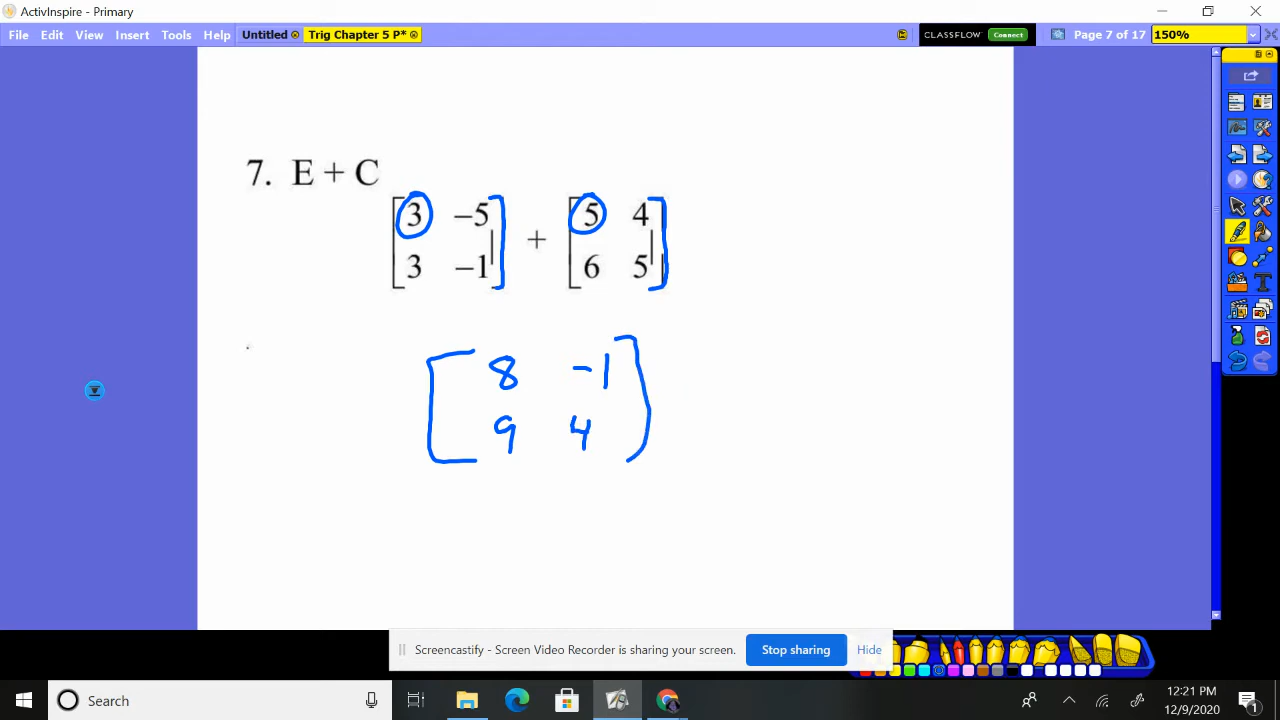 ActivInspire - Primary
File Edit View Insert Tools Help Untitled Trig Chapter 5 P* CLASSFLOW Connect Page 7 of 17 150%
7. E + C
3 −5 5 4
+
3 −1 6 5
8 -1
9 4
Screencastify - Screen Video Recorder is sharing your screen. Stop sharing Hide
Search 12:21 PM
12/9/2020 1